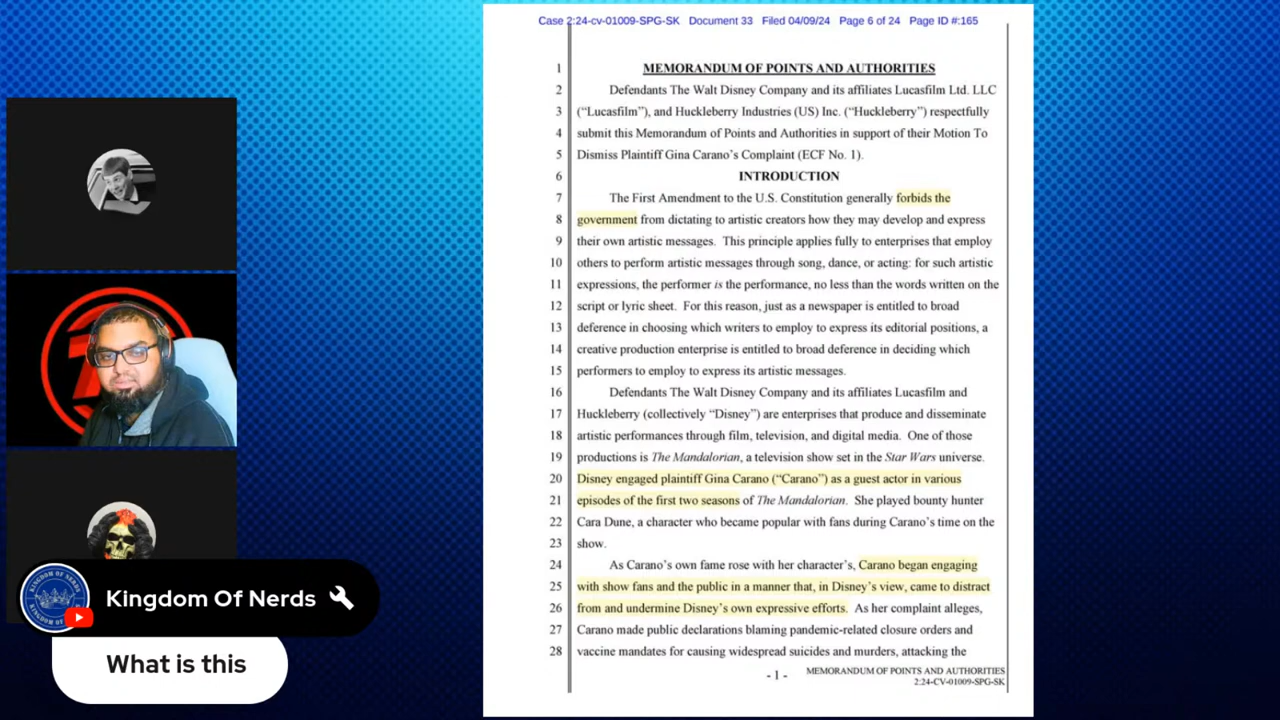 Case 2:24-cv-01009-SPG-SK Document 33 Filed 04/09/24 Page 6 of 24 Page ID #:165
1 MEMORANDUM OF POINTS AND AUTHORITIES
2 Defendants The Walt Disney Company and its affiliates Lucasfilm Ltd. LLC
3 (“Lucasfilm”), and Huckleberry Industries (US) Inc. (“Huckleberry”) respectfully
4 submit this Memorandum of Points and Authorities in support of their Motion To
5 Dismiss Plaintiff Gina Carano’s Complaint (ECF No. 1).
6 INTRODUCTION
7 The First Amendment to the U.S. Constitution generally forbids the
8 government from dictating to artistic creators how they may develop and express
9 their own artistic messages. This principle applies fully to enterprises that employ
10 others to perform artistic messages through song, dance, or acting: for such artistic
11 expressions, the performer is the performance, no less than the words written on the
12 script or lyric sheet. For this reason, just as a newspaper is entitled to broad
13 deference in choosing which writers to employ to express its editorial positions, a
14 creative production enterprise is entitled to broad deference in deciding which
15 performers to employ to express its artistic messages.
16 Defendants The Walt Disney Company and its affiliates Lucasfilm and
17 Huckleberry (collectively “Disney”) are enterprises that produce and disseminate
18 artistic performances through film, television, and digital media. One of those
19 productions is The Mandalorian, a television show set in the Star Wars universe.
20 Disney engaged plaintiff Gina Carano (“Carano”) as a guest actor in various
21 episodes of the first two seasons of The Mandalorian. She played bounty hunter
22 Cara Dune, a character who became popular with fans during Carano’s time on the
23 show.
24 As Carano’s own fame rose with her character’s, Carano began engaging
25 with show fans and the public in a manner that, in Disney’s view, came to distract
26 from and undermine Disney’s own expressive efforts. As her complaint alleges,
27 Carano made public declarations blaming pandemic-related closure orders and
28 vaccine mandates for causing widespread suicides and murders, attacking the
- 1 - MEMORANDUM OF POINTS AND AUTHORITIES
2:24-CV-01009-SPG-SK
KINGDOM OF NERDS
Kingdom Of Nerds
What is this